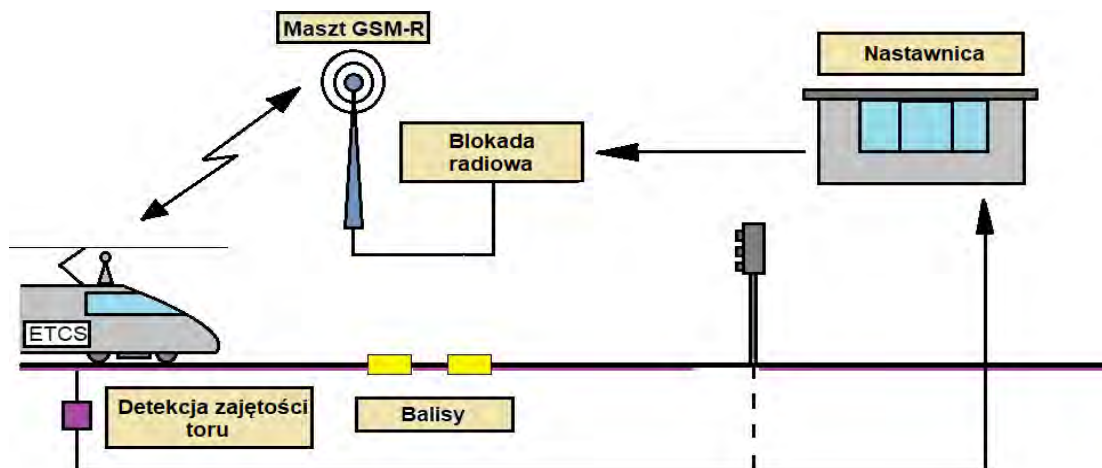 Maszt GSM-R
Nastawnica
Blokada
radiowa
ETCS
Detekcja zajętości
toru
Balisy